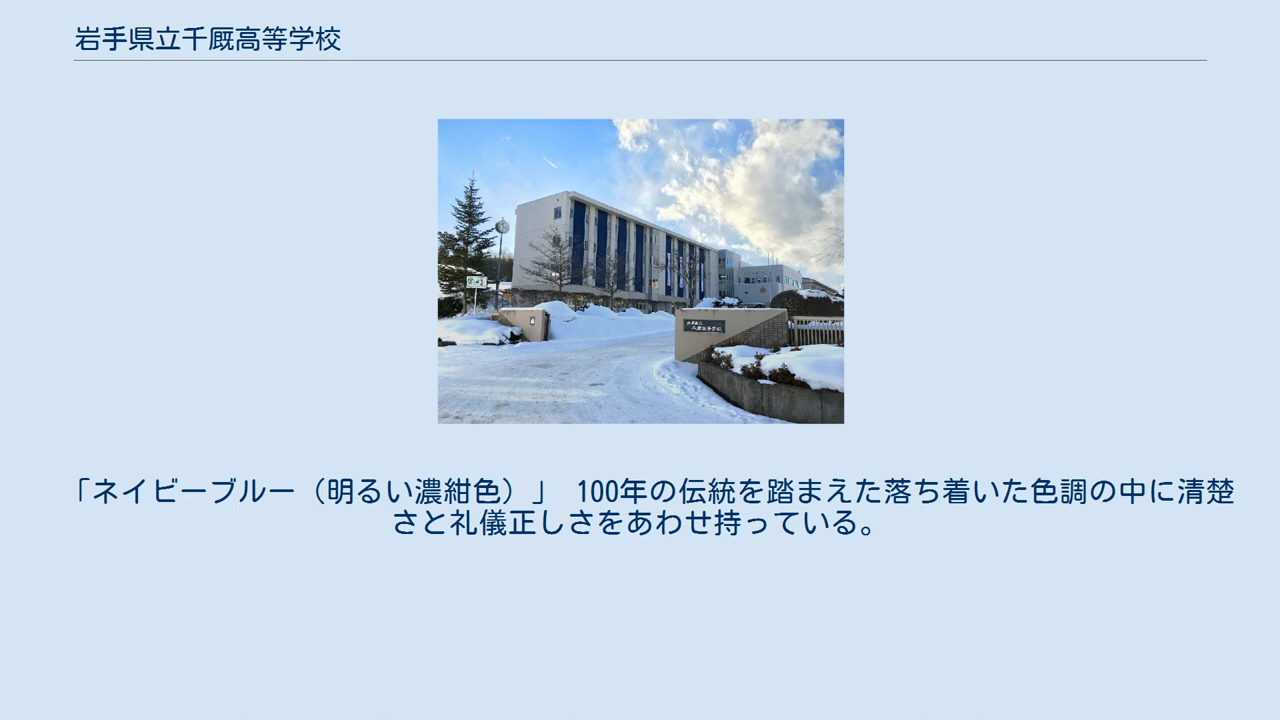 岩手県立千厩高等学校
「ネイビーブルー（明るい濃紺色）」　100年の伝統を踏まえた落ち着いた色調の中に清楚
さと礼儀正しさをあわせ持っている。